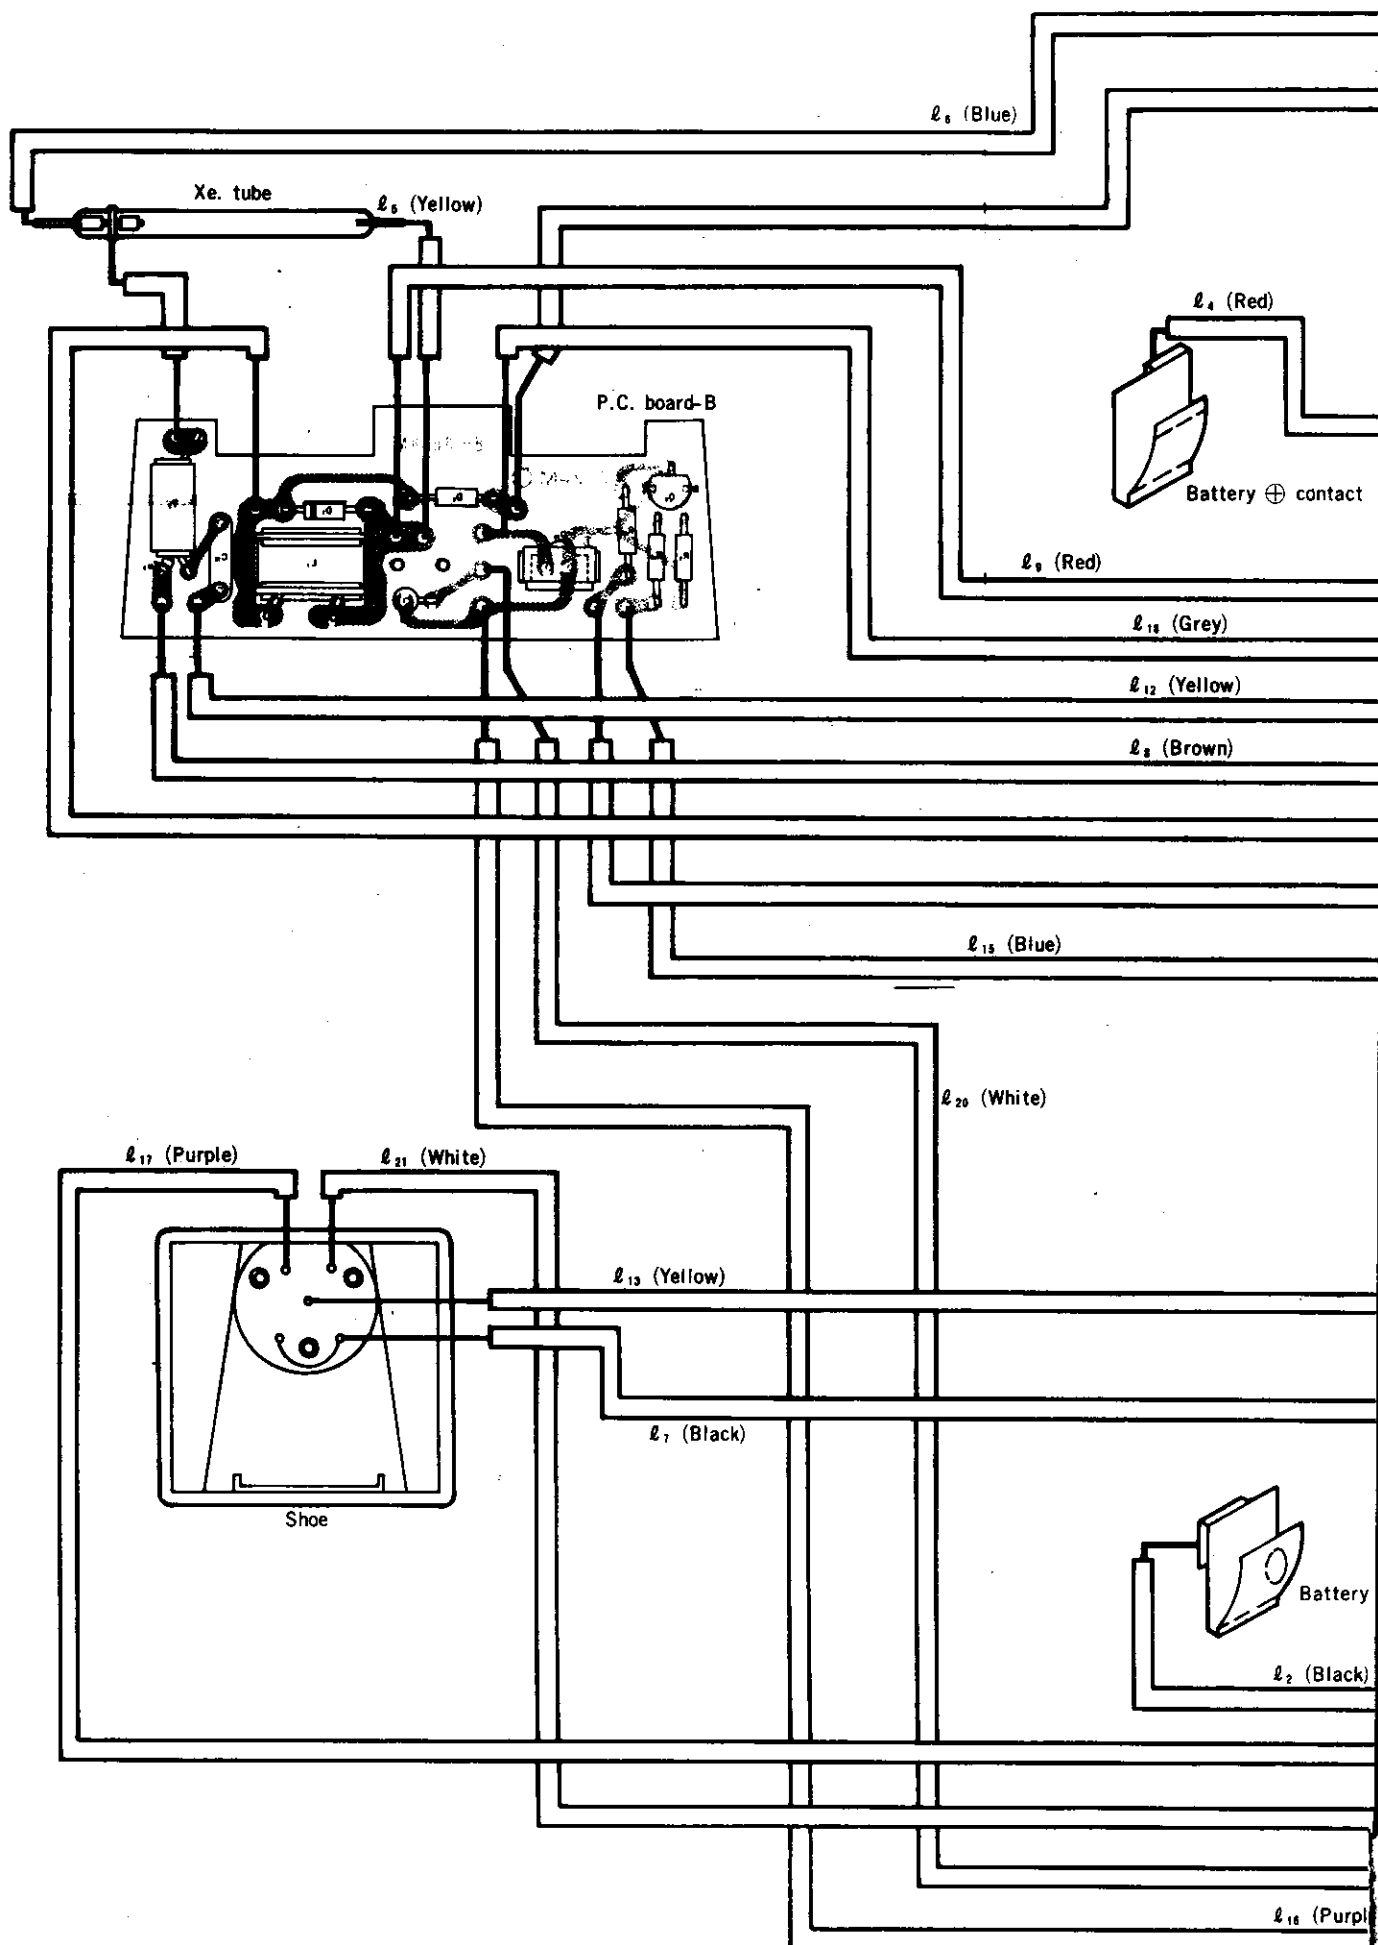 ℓ₆ (Blue)
Xe. tube
ℓ₅ (Yellow)
ℓ₄ (Red)
P.C. board-B
Battery ⊕ contact
ℓ₉ (Red)
ℓ₁₈ (Grey)
ℓ₁₂ (Yellow)
ℓ₈ (Brown)
ℓ₁₅ (Blue)
ℓ₂₀ (White)
ℓ₁₇ (Purple)
ℓ₂₁ (White)
ℓ₁₃ (Yellow)
ℓ₇ (Black)
Shoe
Battery
ℓ₂ (Black)
ℓ₁₆ (Purpl